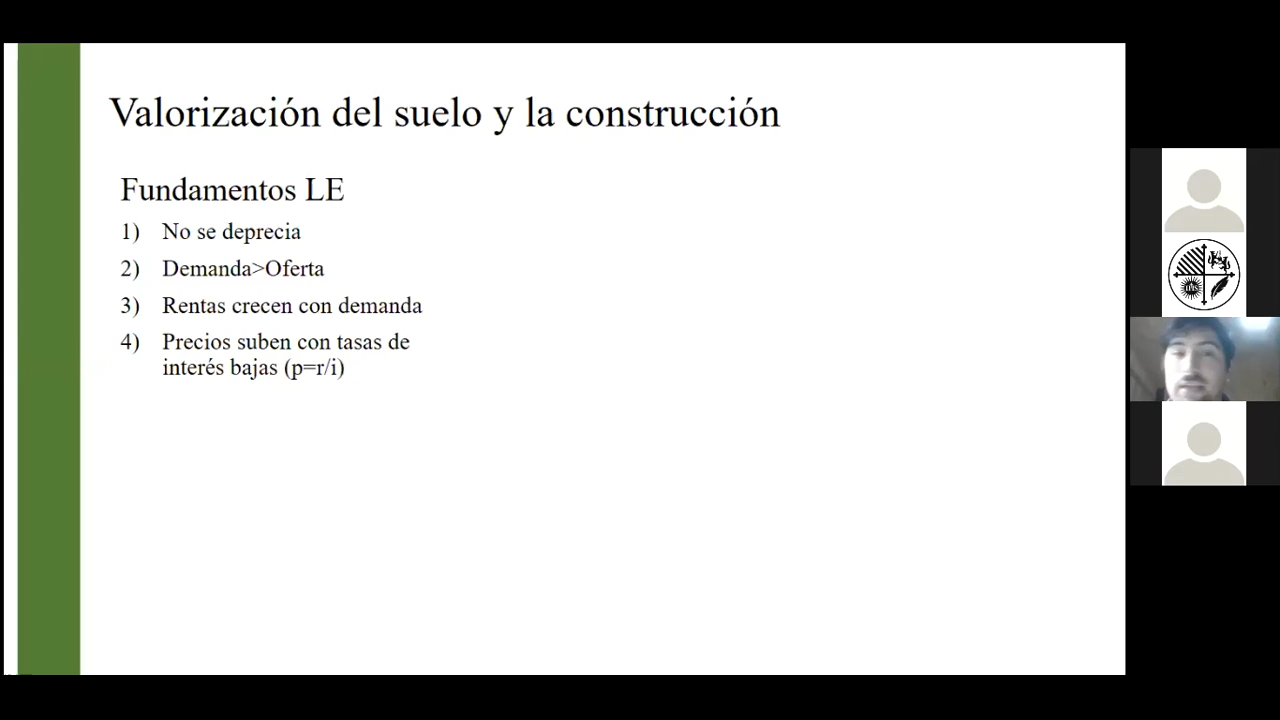 Valorización del suelo y la construcción
Fundamentos LE
1) No se deprecia
2) Demanda>Oferta
3) Rentas crecen con demanda
4) Precios suben con tasas de
interés bajas (p=r/i)